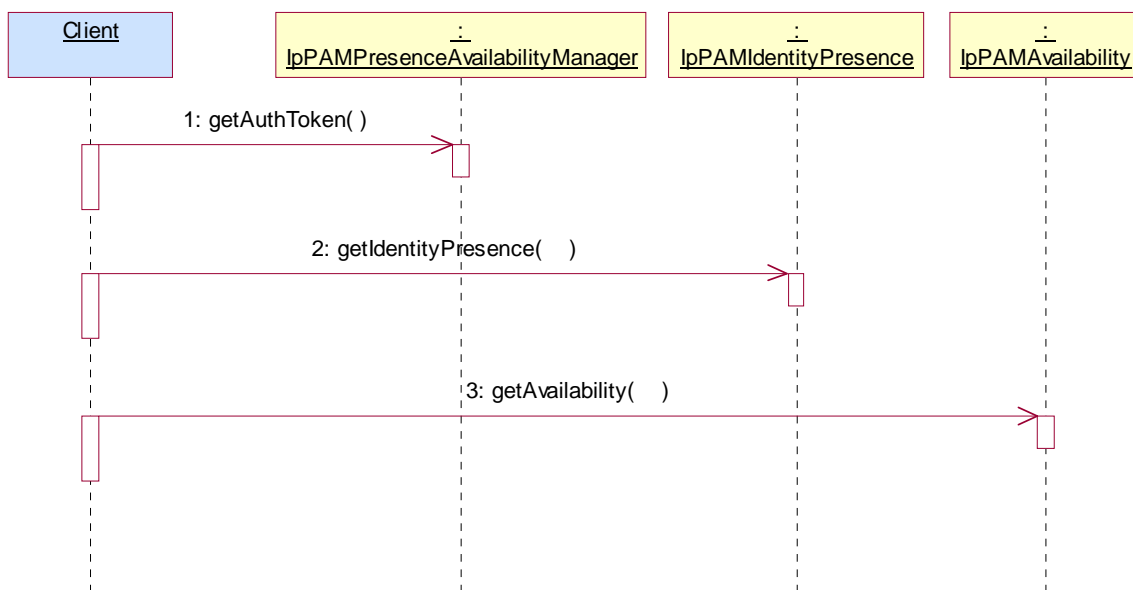 Client
:
IpPAMPresenceAvailabilityManager
:
IpPAMIdentityPresence
:
IpPAMAvailability
1: getAuthToken( )
2: getIdentityPresence( )
3: getAvailability( )